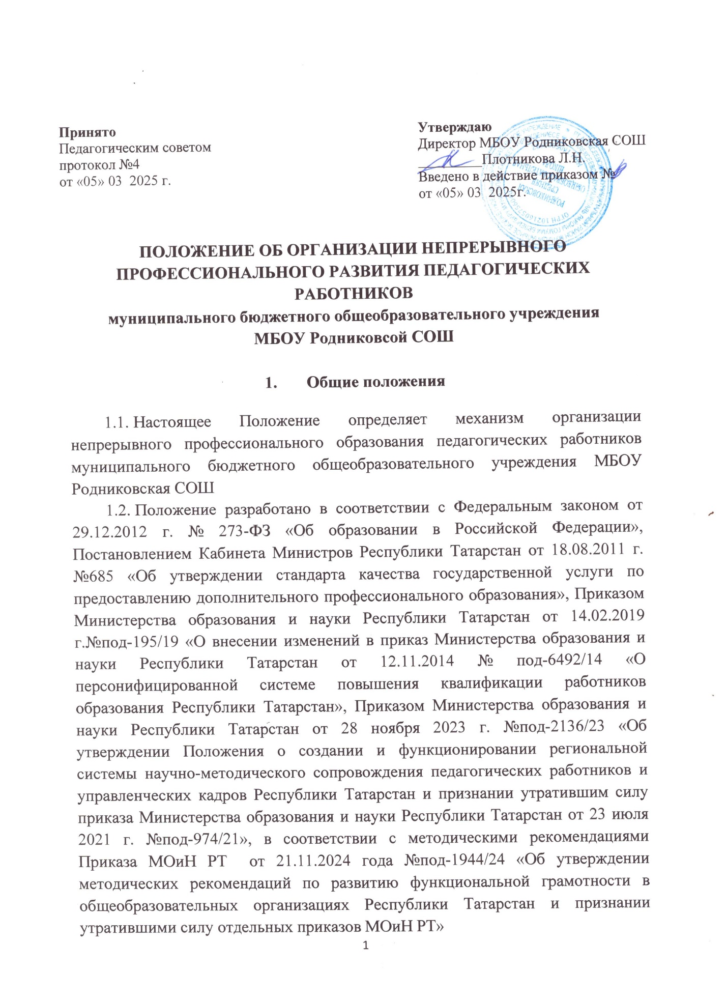 Принято
Педагогическим советом
протокол №4
от «05» 03 2025 г.
Утверждаю
Директор МБОУ Родниковская СОШ
_________Плотникова Л.Н.
Введено в действие приказом №
от «05» 03 2025г.
РОДНИКОВСКАЯ
СРЕДНЯЯ
ШКОЛА
ПОЛОЖЕНИЕ ОБ ОРГАНИЗАЦИИ НЕПРЕРЫВНОГО
ПРОФЕССИОНАЛЬНОГО РАЗВИТИЯ ПЕДАГОГИЧЕСКИХ
РАБОТНИКОВ
муниципального бюджетного общеобразовательного учреждения
МБОУ Родниковсой СОШ
1. Общие положения
1.1. Настоящее Положение определяет механизм организации
непрерывного профессионального образования педагогических работников
муниципального бюджетного общеобразовательного учреждения МБОУ
Родниковская СОШ
1.2. Положение разработано в соответствии с Федеральным законом от
29.12.2012 г. № 273-ФЗ «Об образовании в Российской Федерации»,
Постановлением Кабинета Министров Республики Татарстан от 18.08.2011 г.
№685 «Об утверждении стандарта качества государственной услуги по
предоставлению дополнительного профессионального образования», Приказом
Министерства образования и науки Республики Татарстан от 14.02.2019
г.№под-195/19 «О внесении изменений в приказ Министерства образования и
науки Республики Татарстан от 12.11.2014 № под-6492/14 «О
персонифицированной системе повышения квалификации работников
образования Республики Татарстан», Приказом Министерства образования и
науки Республики Татарстан от 28 ноября 2023 г. №под-2136/23 «Об
утверждении Положения о создании и функционировании региональной
системы научно-методического сопровождения педагогических работников и
управленческих кадров Республики Татарстан и признании утратившим силу
приказа Министерства образования и науки Республики Татарстан от 23 июля
2021 г. №под-974/21», в соответствии с методическими рекомендациями
Приказа МОиН РТ от 21.11.2024 года №под-1944/24 «Об утверждении
методических рекомендаций по развитию функциональной грамотности в
общеобразовательных организациях Республики Татарстан и признании
утратившими силу отдельных приказов МОиН РТ»
1